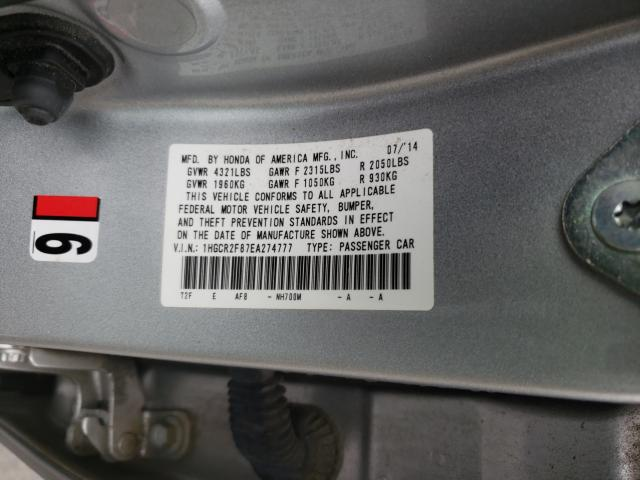 MFD. BY HONDA OF AMERICA MFG., INC. 07/'14
GVWR 4321LBS GAWR F 2315LBS R 2050LBS
GVWR 1960KG GAWR F 1050KG R 930KG
THIS VEHICLE CONFORMS TO ALL APPLICABLE
FEDERAL MOTOR VEHICLE SAFETY, BUMPER,
AND THEFT PREVENTION STANDARDS IN EFFECT
ON THE DATE OF MANUFACTURE SHOWN ABOVE.
V.I.N.: 1HGCR2F87EA274777 TYPE: PASSENGER CAR
T2F E AF8 - NH700M - A - A
6